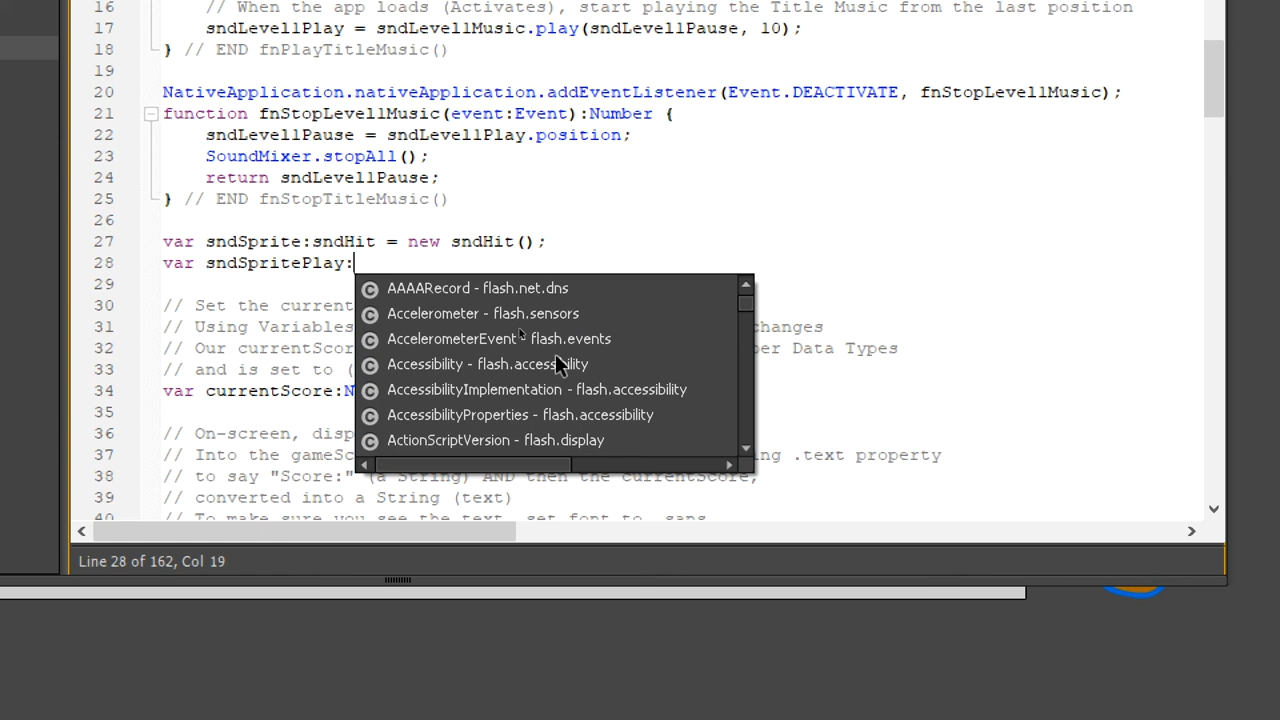 16 // When the app loads (Activates), start playing the Title Music from the last position
17 sndLevel1Play = sndLevel1Music.play(sndLevel1Pause, 10);
18 } // END fnPlayTitleMusic()
19
20 NativeApplication.nativeApplication.addEventListener(Event.DEACTIVATE, fnStopLevel1Music);
21 function fnStopLevel1Music(event:Event):Number {
22 sndLevel1Pause = sndLevel1Play.position;
23 SoundMixer.stopAll();
24 return sndLevel1Pause;
25 } // END fnStopTitleMusic()
26
27 var sndSprite:sndHit = new sndHit();
28 var sndSpritePlay:
AAAARecord - flash.net.dns
Accelerometer - flash.sensors
AccelerometerEvent - flash.events
Accessibility - flash.accessibility
AccessibilityImplementation - flash.accessibility
AccessibilityProperties - flash.accessibility
ActionScriptVersion - flash.display
29
30 // Set the current
31 // Using Variables changes
32 // Our currentScor Data Types
33 // and is set to (
34 var currentScore:N
35
36 // On-screen, disp
37 // Into the gameSc .text property
38 // to say "Score:" (a String) AND then the currentScore,
39 // converted into a String (text)
40 // To make sure you see the text, set font to _sans
Line 28 of 162, Col 19